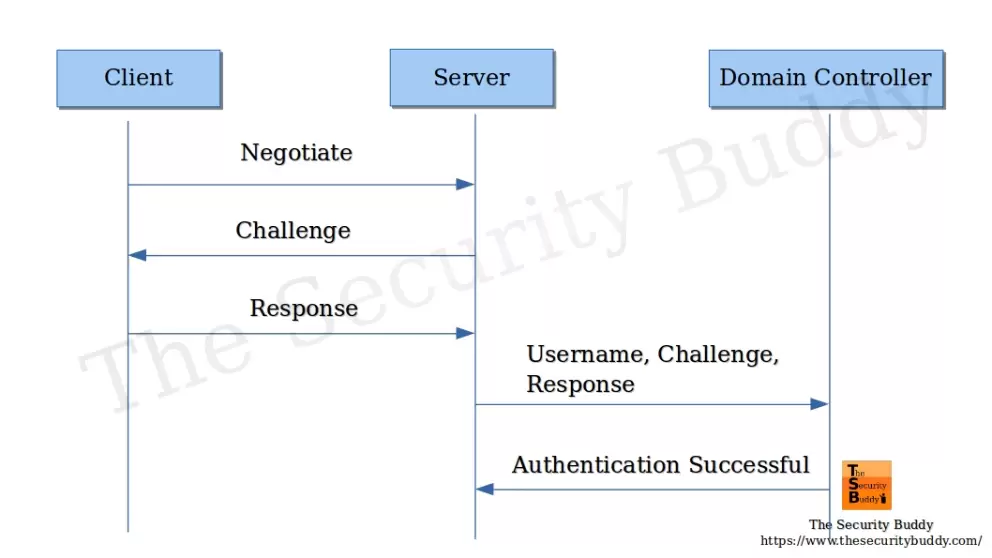 Client
Server
Domain Controller
Negotiate
Challenge
Response
Username, Challenge,
Response
Authentication Successful
The Security Buddy
The
Security
Buddy
The Security Buddy
https://www.thesecuritybuddy.com/